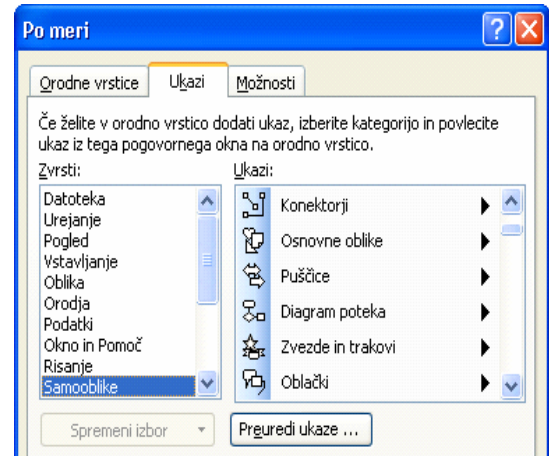 Po meri
Orodne vrstice Ukazi Možnosti
Če želite v orodno vrstico dodati ukaz, izberite kategorijo in povlecite
ukaz iz tega pogovornega okna na orodno vrstico.
Zvrsti: Ukazi:
Datoteka
Urejanje
Pogled
Vstavljanje
Oblika
Orodja
Podatki
Okno in Pomoč
Risanje
Samooblike
Konektorji
Osnovne oblike
Puščice
Diagram poteka
Zvezde in trakovi
Oblački
Spremeni izbor Preuredi ukaze ...